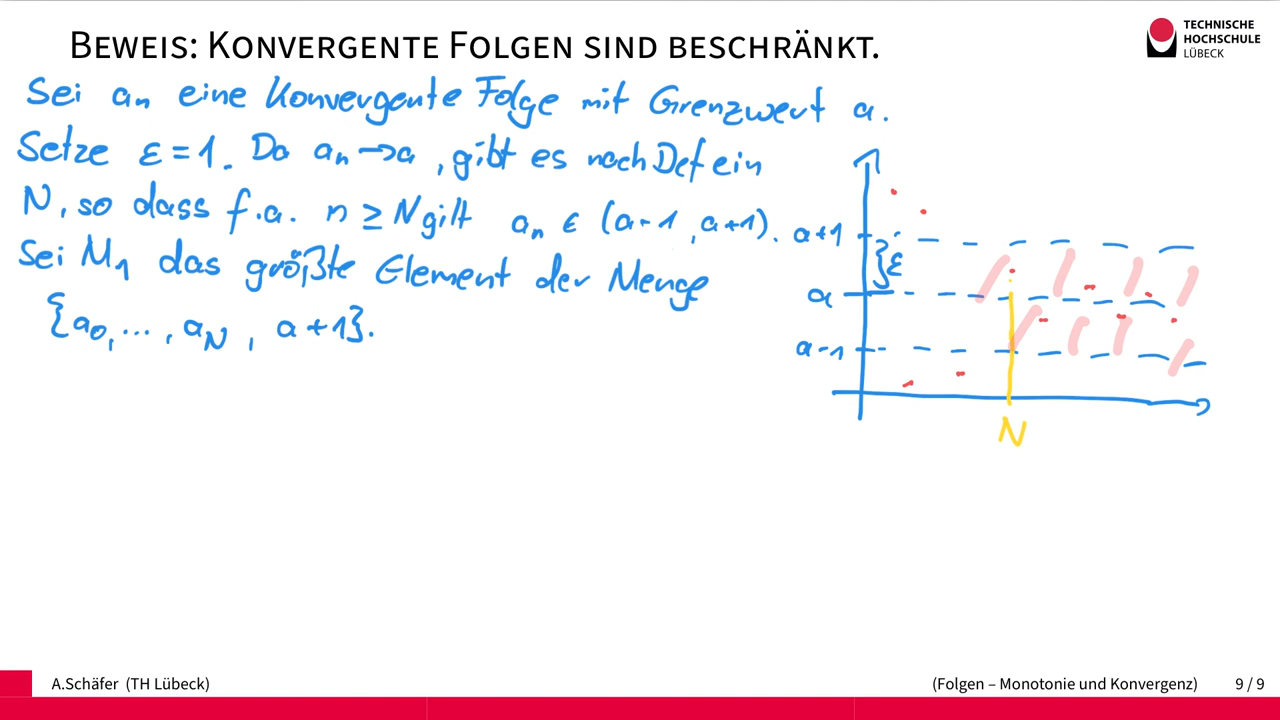 BEWEIS: KONVERGENTE FOLGEN SIND BESCHRÄNKT.
TECHNISCHE
HOCHSCHULE
LÜBECK
Sei an eine konvergente Folge mit Grenzwert a.
Setze ε = 1. Da an → a, gibt es nach Def ein
N, so dass f.a. n ≥ N gilt an ∈ (a-1, a+1).
Sei M1 das größte Element der Menge
{a0, ..., aN, a+1}.
a+1
ε
a
a-1
N
A.Schäfer (TH Lübeck)
(Folgen – Monotonie und Konvergenz)
9 / 9